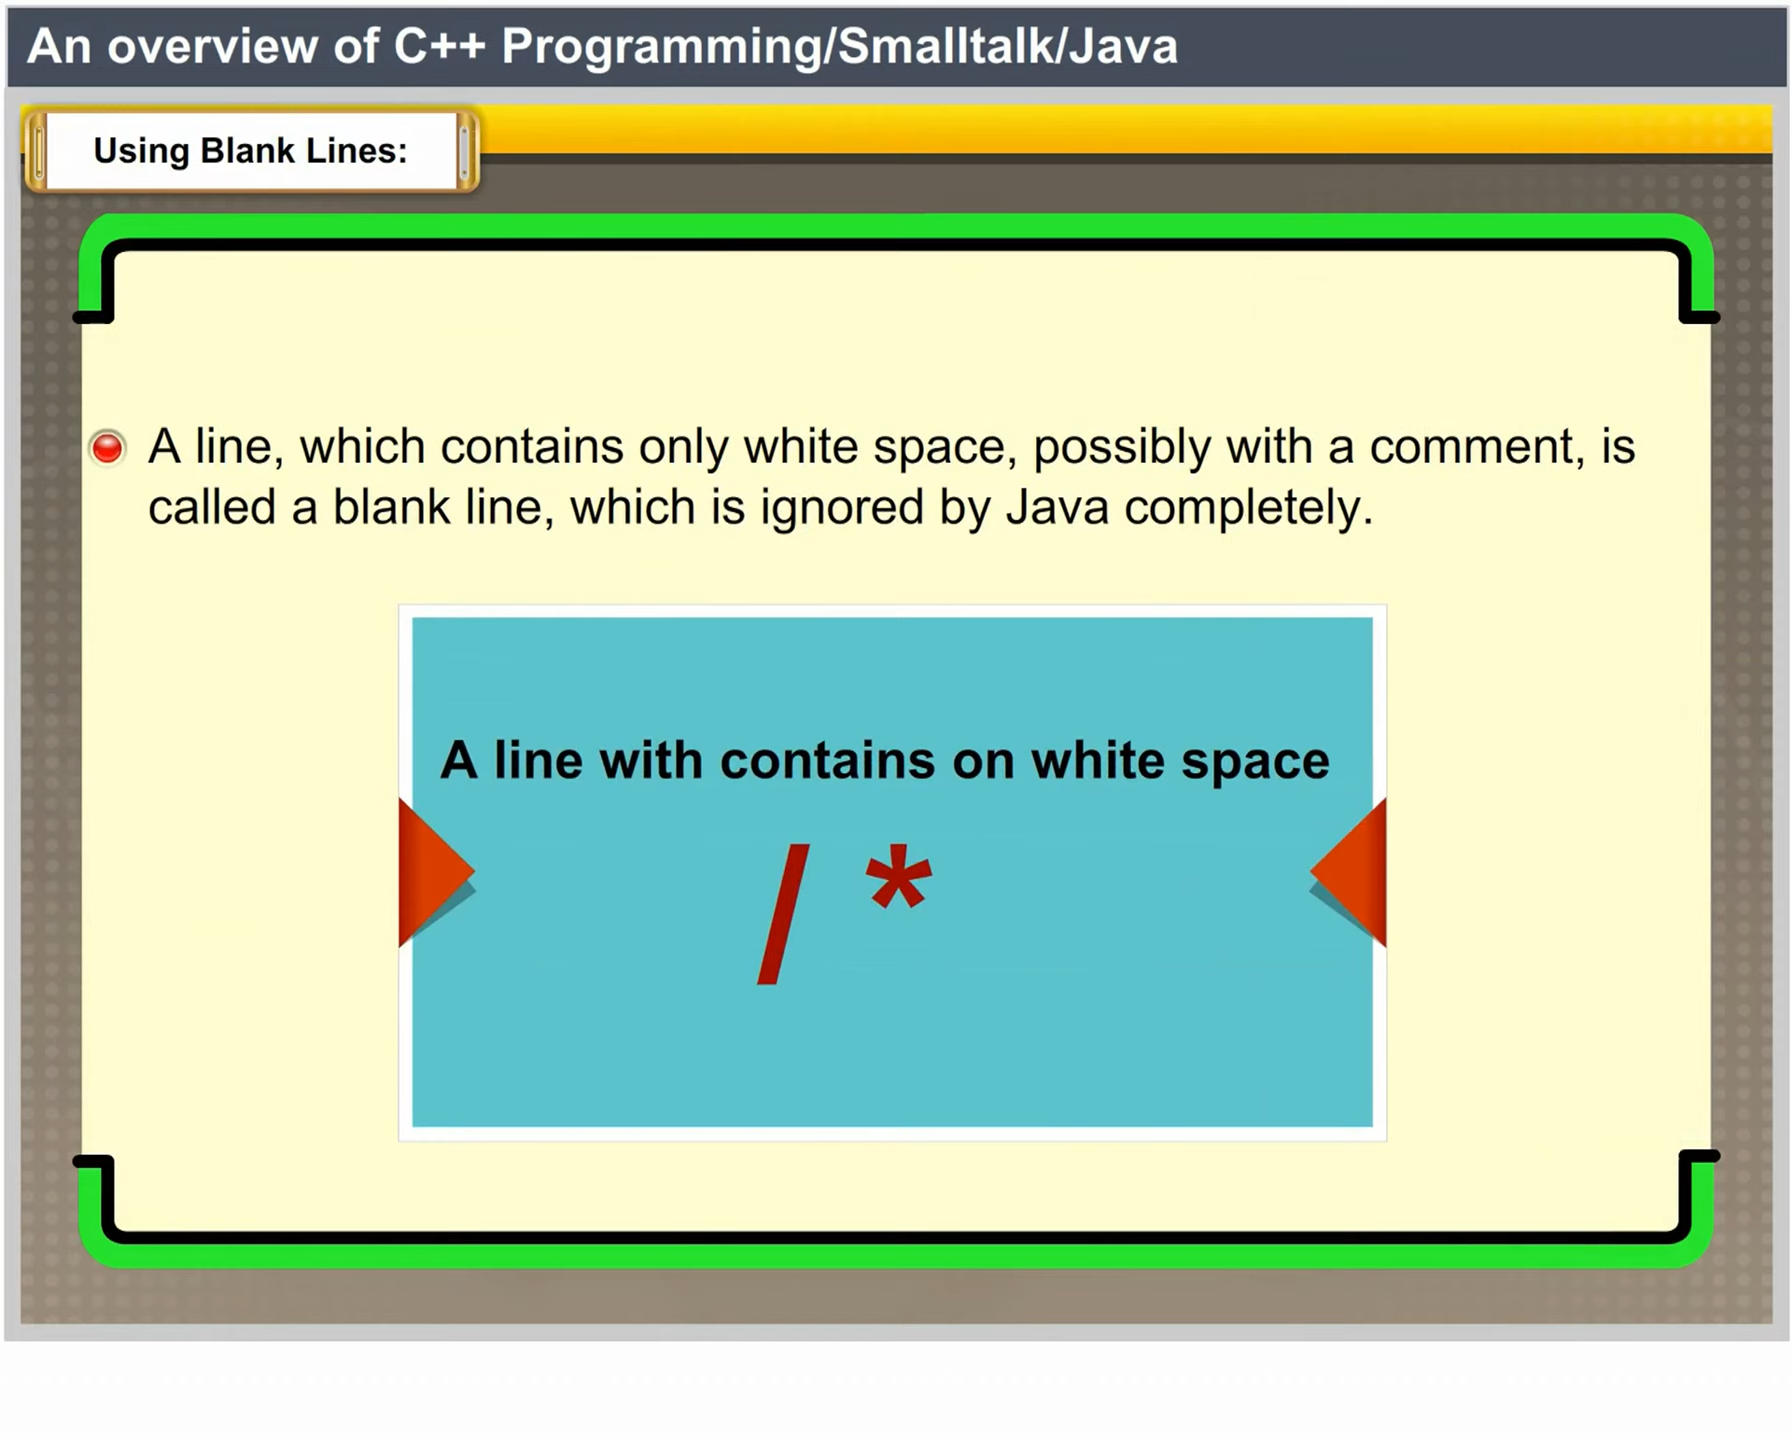 An overview of C++ Programming/Smalltalk/Java
Using Blank Lines:
A line, which contains only white space, possibly with a comment, is
called a blank line, which is ignored by Java completely.
A line with contains on white space
/ *